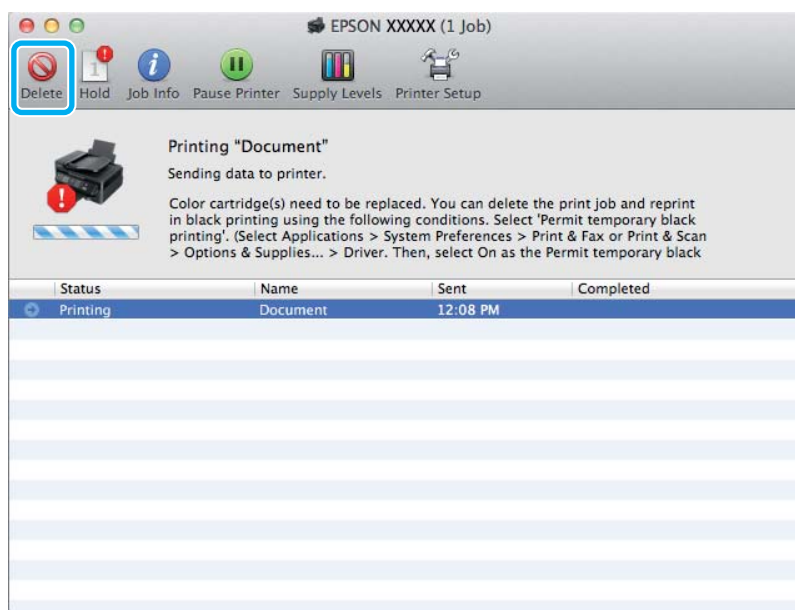 EPSON XXXXX (1 Job)
1
Delete Hold Job Info Pause Printer Supply Levels Printer Setup
Printing "Document"
Sending data to printer.
Color cartridge(s) need to be replaced. You can delete the print job and reprint
in black printing using the following conditions. Select 'Permit temporary black
printing'. (Select Applications > System Preferences > Print & Fax or Print & Scan
> Options & Supplies... > Driver. Then, select On as the Permit temporary black
Status Name Sent Completed
Printing Document 12:08 PM